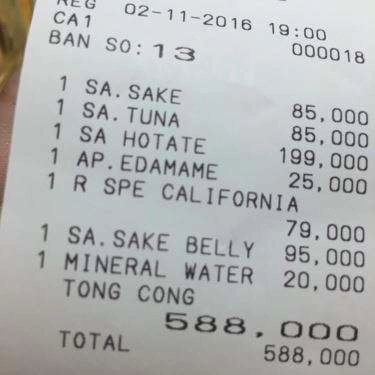 REG 02-11-2016 19:00
CA1 000018
BAN SO: 13
1 SA.SAKE 85,000
1 SA.TUNA 85,000
1 SA HOTATE 199,000
1 AP.EDAMAME 25,000
1 R SPE CALIFORNIA
79,000
1 SA.SAKE BELLY 95,000
1 MINERAL WATER 20,000
TONG CONG
588,000
TOTAL 588,000